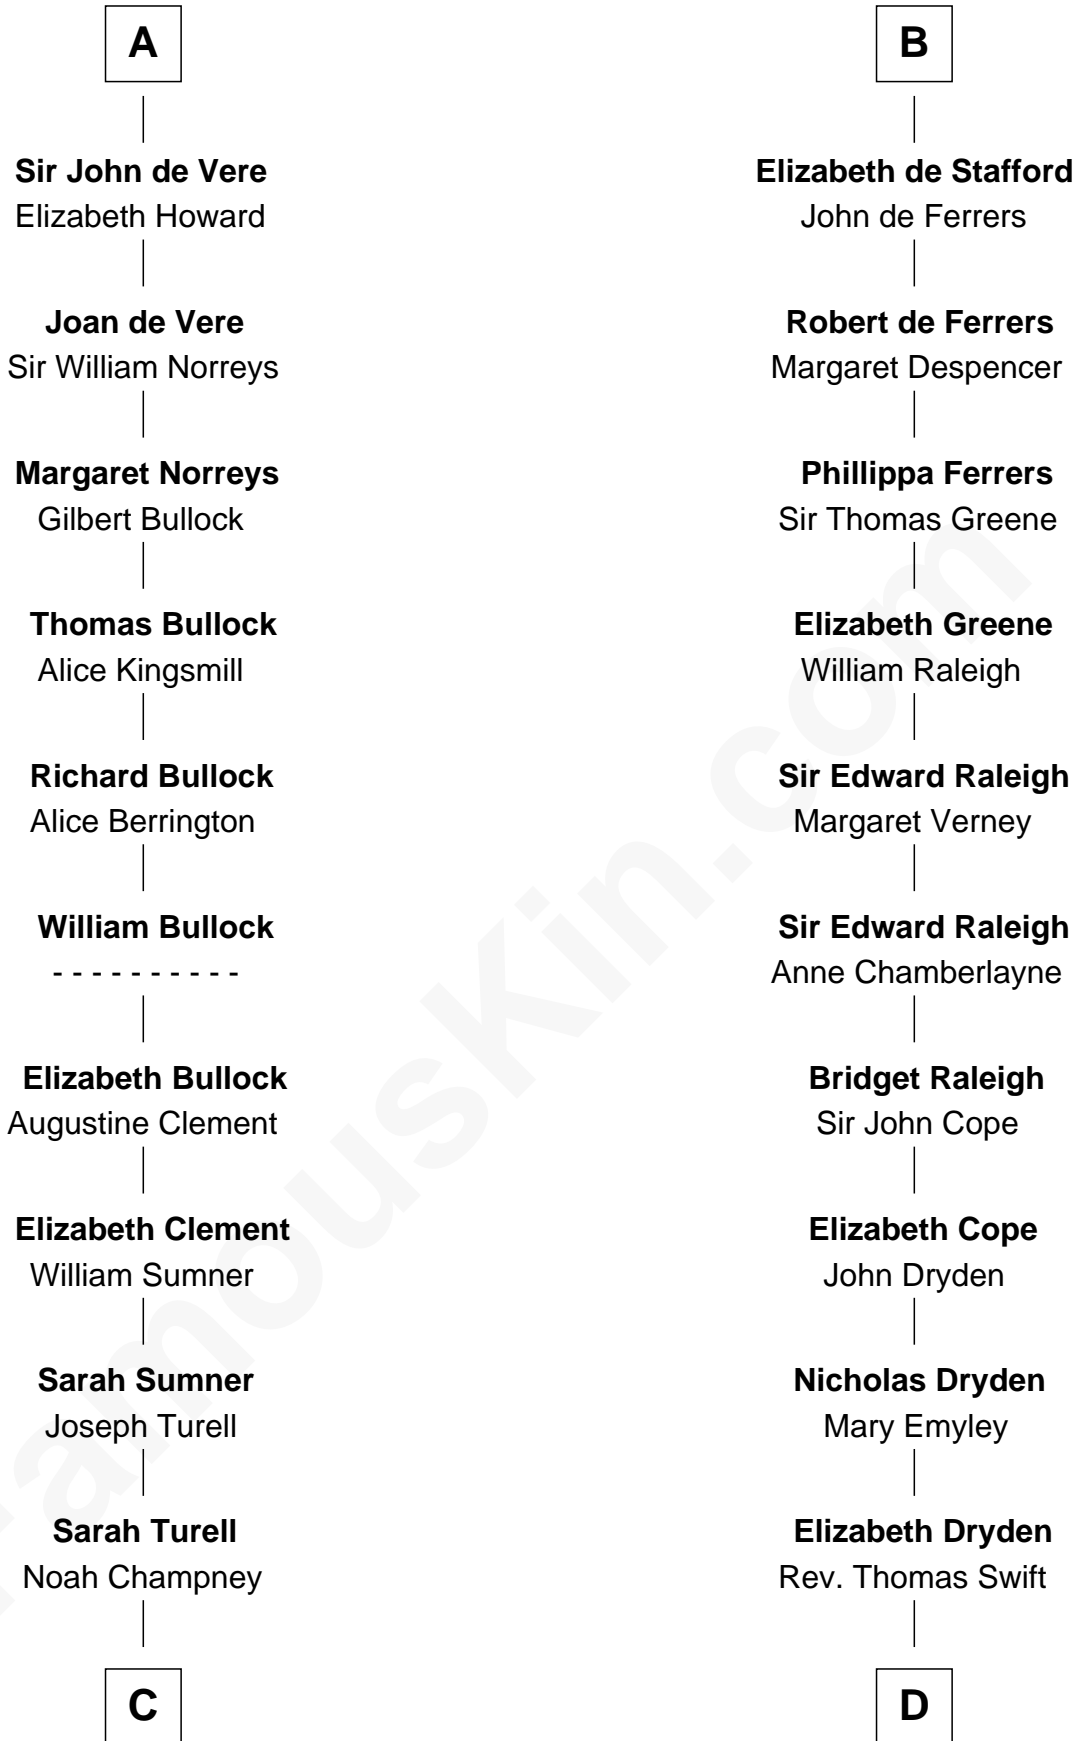 A
Sir John de Vere
Elizabeth Howard
Joan de Vere
Sir William Norreys
Margaret Norreys
Gilbert Bullock
Thomas Bullock
Alice Kingsmill
Richard Bullock
Alice Berrington
William Bullock
- - - - - - - - - -
Elizabeth Bullock
Augustine Clement
Elizabeth Clement
William Sumner
Sarah Sumner
Joseph Turell
Sarah Turell
Noah Champney
C
B
Elizabeth de Stafford
John de Ferrers
Robert de Ferrers
Margaret Despencer
Phillippa Ferrers
Sir Thomas Greene
Elizabeth Greene
William Raleigh
Sir Edward Raleigh
Margaret Verney
Sir Edward Raleigh
Anne Chamberlayne
Bridget Raleigh
Sir John Cope
Elizabeth Cope
John Dryden
Nicholas Dryden
Mary Emyley
Elizabeth Dryden
Rev. Thomas Swift
D
FamousKin.com